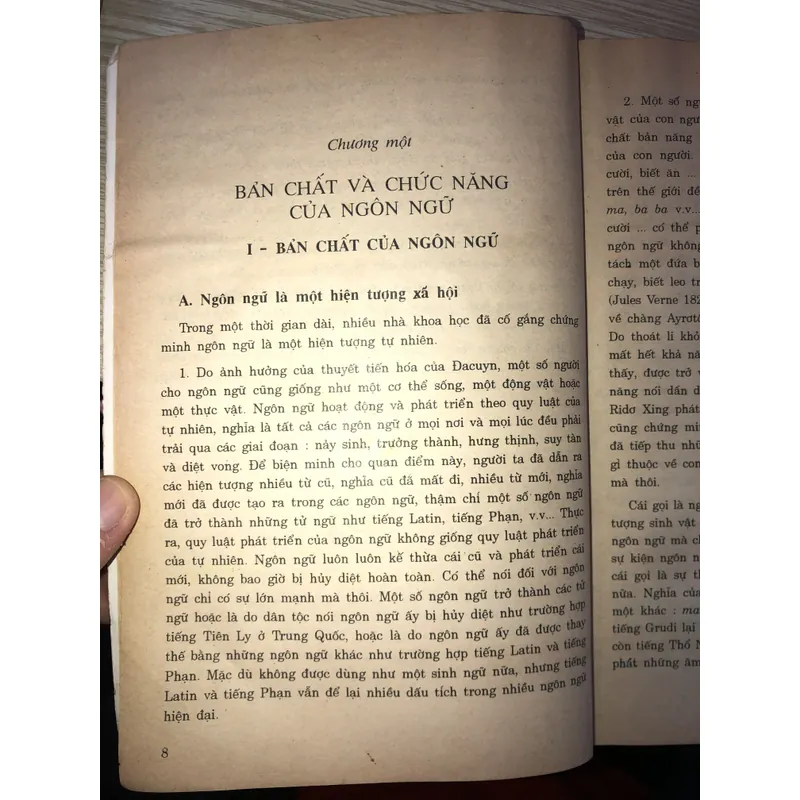 Chương một
BẢN CHẤT VÀ CHỨC NĂNG
CỦA NGÔN NGỮ
I - BẢN CHẤT CỦA NGÔN NGỮ
A. Ngôn ngữ là một hiện tượng xã hội
Trong một thời gian dài, nhiều nhà khoa học đã cố gắng chứng
minh ngôn ngữ là một hiện tượng tự nhiên.
1. Do ảnh hưởng của thuyết tiến hóa của Đacuyn, một số người
cho ngôn ngữ cũng giống như một cơ thể sống, một động vật hoặc
một thực vật. Ngôn ngữ hoạt động và phát triển theo quy luật của
tự nhiên, nghĩa là tất cả các ngôn ngữ ở mọi nơi và mọi lúc đều phải
trải qua các giai đoạn : nảy sinh, trưởng thành, hưng thịnh, suy tàn
và diệt vong. Để biện minh cho quan điểm này, người ta đã dẫn ra
các hiện tượng nhiều từ cũ, nghĩa cũ đã mất đi, nhiều từ mới, nghĩa
mới đã được tạo ra trong các ngôn ngữ, thậm chí một số ngôn ngữ
đã trở thành những tử ngữ như tiếng Latin, tiếng Phạn, v.v... Thực
ra, quy luật phát triển của ngôn ngữ không giống quy luật phát triển
của tự nhiên. Ngôn ngữ luôn luôn kế thừa cái cũ và phát triển cái
mới, không bao giờ bị hủy diệt hoàn toàn. Có thể nói đối với ngôn
ngữ chỉ có sự lớn mạnh mà thôi. Một số ngôn ngữ trở thành các tử
ngữ hoặc là do dân tộc nói ngôn ngữ ấy bị hủy diệt như trường hợp
tiếng Tiên Ly ở Trung Quốc, hoặc là do ngôn ngữ ấy đã được thay
thế bằng những ngôn ngữ khác như trường hợp tiếng Latin và tiếng
Phạn. Mặc dù không được dùng như một sinh ngữ nữa, nhưng tiếng
Latin và tiếng Phạn vẫn để lại nhiều dấu tích trong nhiều ngôn ngữ
hiện đại.
8
2. Một số
vật của con
chất bản năng
của con người.
cười, biết ăn ...
trên thế giới
ma, ba ba v.v...
cười ... có thể
ngôn ngữ không
tách một đứa
chạy, biết leo
(Jules Verne
về chàng
Do thoát li
mất hết khả
thấy, được trở
năng nói dần
Ridơ Xing phát
cũng chứng
đã tiếp thu
gì thuộc về
mà thôi.
Cái gọi là
tượng sinh vật
ngôn ngữ mà
sự kiện ngôn
cái gọi là sự
nữa. Nghĩa của
một khác :
tiếng Grudi lại
còn tiếng Thổ
phát những âm